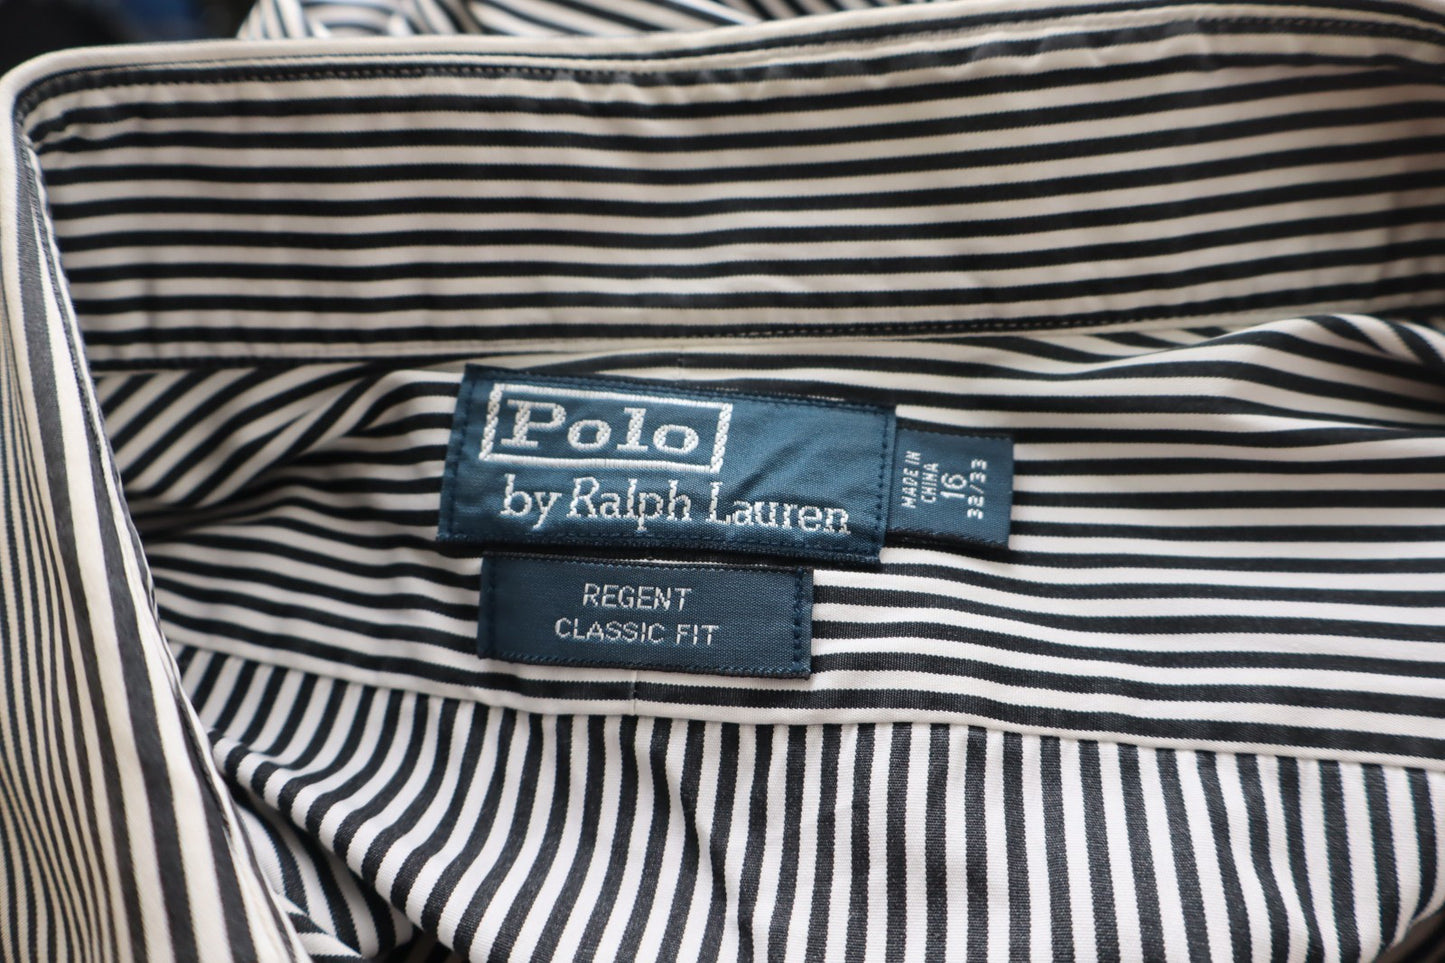 Polo
by Ralph Lauren
MADE IN
CHINA
16
32/33
REGENT
CLASSIC FIT